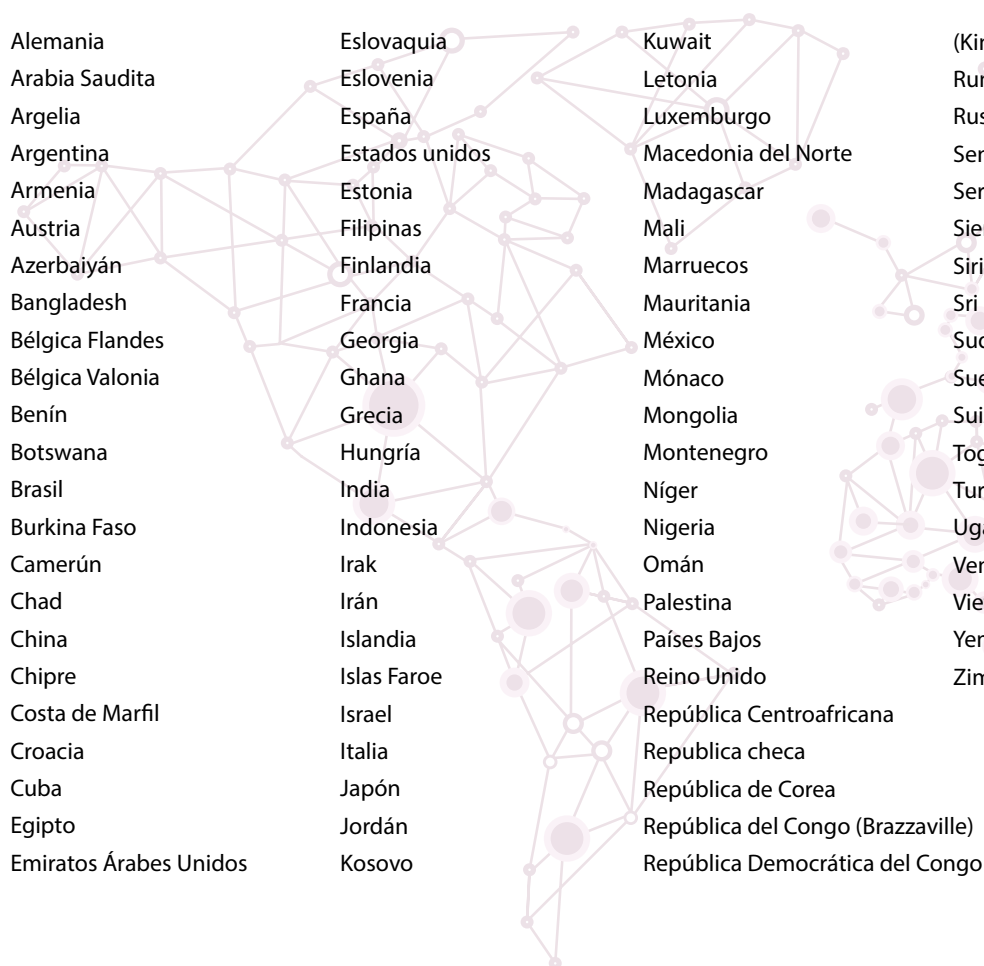 Alemania
Arabia Saudita
Argelia
Argentina
Armenia
Austria
Azerbaiyán
Bangladesh
Bélgica Flandes
Bélgica Valonia
Benín
Botswana
Brasil
Burkina Faso
Camerún
Chad
China
Chipre
Costa de Marfil
Croacia
Cuba
Egipto
Emiratos Árabes Unidos
Eslovaquia
Eslovenia
España
Estados unidos
Estonia
Filipinas
Finlandia
Francia
Georgia
Ghana
Grecia
Hungría
India
Indonesia
Irak
Irán
Islandia
Islas Faroe
Israel
Italia
Japón
Jordán
Kosovo
Kuwait
Letonia
Luxemburgo
Macedonia del Norte
Madagascar
Mali
Marruecos
Mauritania
México
Mónaco
Mongolia
Montenegro
Níger
Nigeria
Omán
Palestina
Países Bajos
Reino Unido
República Centroafricana
Republica checa
República de Corea
República del Congo (Brazzaville)
República Democrática del Congo
Sri